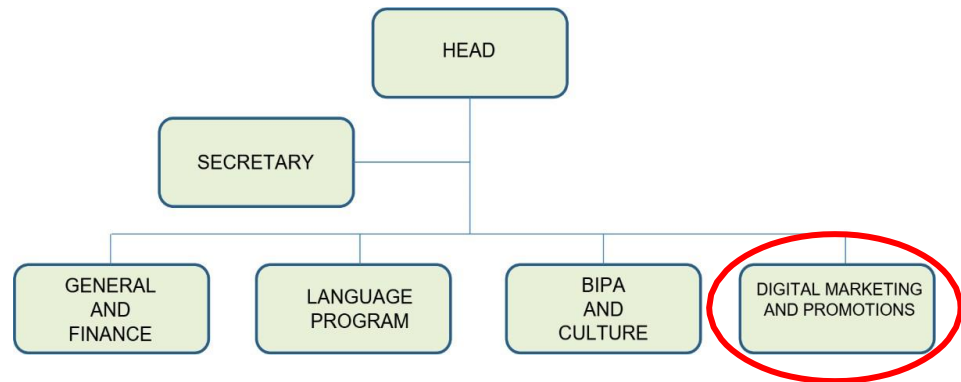 HEAD
SECRETARY
GENERAL
AND
FINANCE
LANGUAGE
PROGRAM
BIPA
AND
CULTURE
DIGITAL MARKETING
AND PROMOTIONS